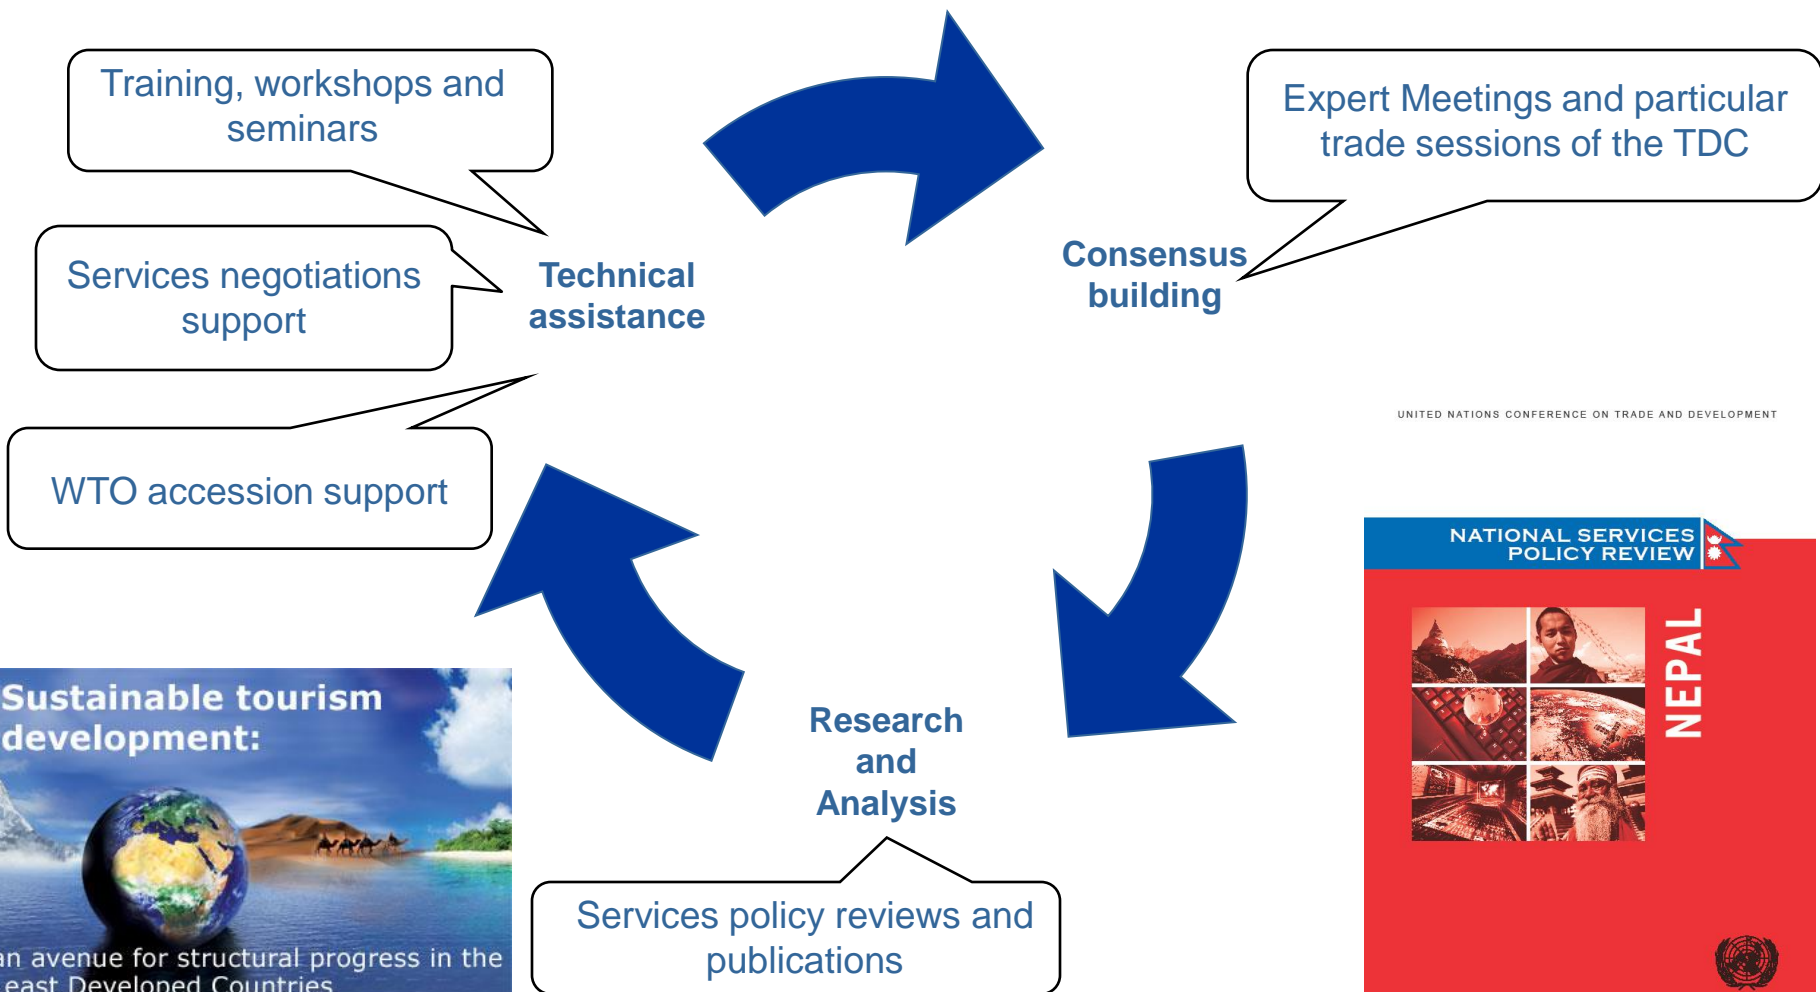 Training, workshops and
seminars
Expert Meetings and particular
trade sessions of the TDC
Services negotiations
support
Technical
assistance
Consensus
building
WTO accession support
UNITED NATIONS CONFERENCE ON TRADE AND DEVELOPMENT
NATIONAL SERVICES
POLICY REVIEW
NEPAL
Sustainable tourism
development:
an avenue for structural progress in the
east Developed Countries
Research
and
Analysis
Services policy reviews and
publications